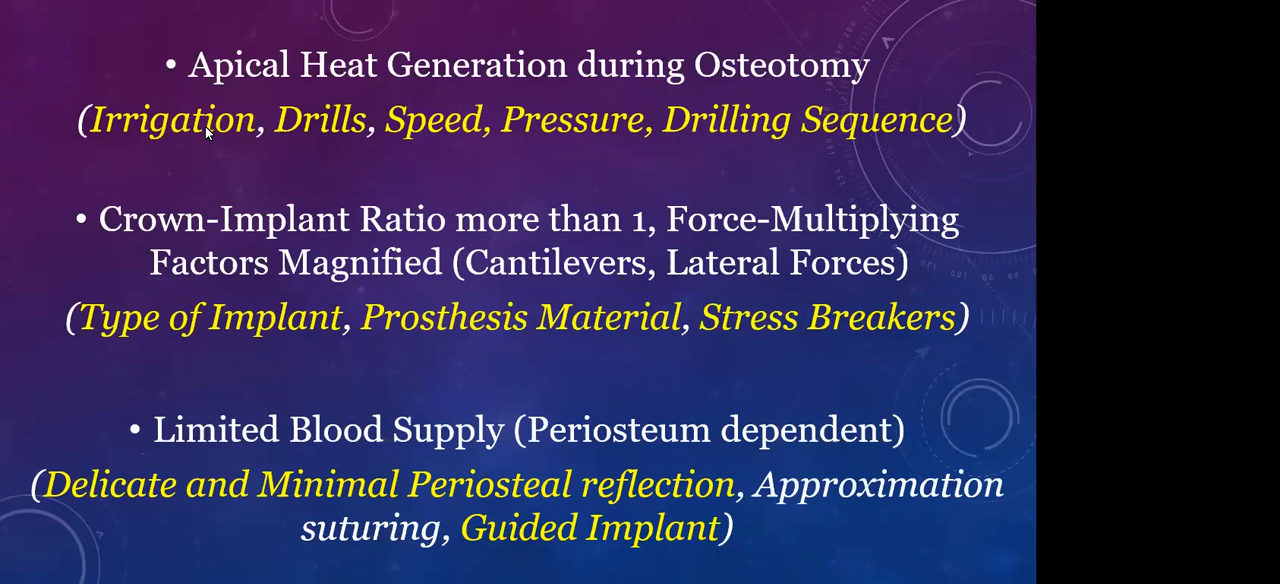 • Apical Heat Generation during Osteotomy
(Irrigation, Drills, Speed, Pressure, Drilling Sequence)
• Crown-Implant Ratio more than 1, Force-Multiplying
Factors Magnified (Cantilevers, Lateral Forces)
(Type of Implant, Prosthesis Material, Stress Breakers)
• Limited Blood Supply (Periosteum dependent)
(Delicate and Minimal Periosteal reflection, Approximation
suturing, Guided Implant)